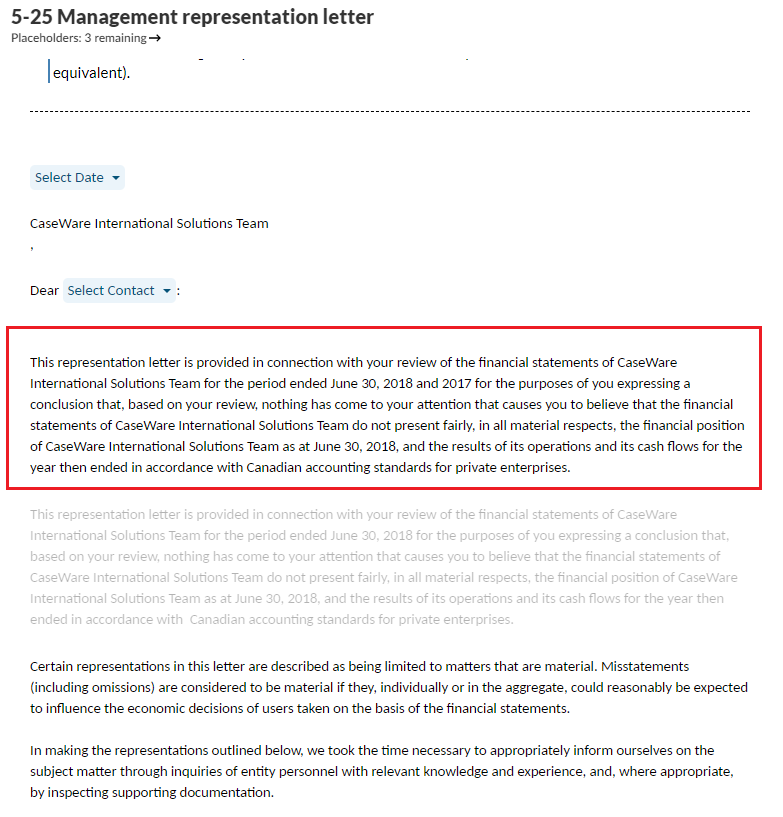 5-25 Management representation letter
Placeholders: 3 remaining→
equivalent).
Select Date
CaseWare International Solutions Team
,
Dear Select Contact :
This representation letter is provided in connection with your review of the financial statements of CaseWare
International Solutions Team for the period ended June 30, 2018 and 2017 for the purposes of you expressing a
conclusion that, based on your review, nothing has come to your attention that causes you to believe that the financial
statements of CaseWare International Solutions Team do not present fairly, in all material respects, the financial position
of CaseWare International Solutions Team as at June 30, 2018, and the results of its operations and its cash flows for the
year then ended in accordance with Canadian accounting standards for private enterprises.
This representation letter is provided in connection with your review of the financial statements of CaseWare
International Solutions Team for the period ended June 30, 2018 for the purposes of you expressing a conclusion that,
based on your review, nothing has come to your attention that causes you to believe that the financial statements of
CaseWare International Solutions Team do not present fairly, in all material respects, the financial position of CaseWare
International Solutions Team as at June 30, 2018, and the results of its operations and its cash flows for the year then
ended in accordance with Canadian accounting standards for private enterprises.
Certain representations in this letter are described as being limited to matters that are material. Misstatements
(including omissions) are considered to be material if they, individually or in the aggregate, could reasonably be expected
to influence the economic decisions of users taken on the basis of the financial statements.
In making the representations outlined below, we took the time necessary to appropriately inform ourselves on the
subject matter through inquiries of entity personnel with relevant knowledge and experience, and, where appropriate,
by inspecting supporting documentation.